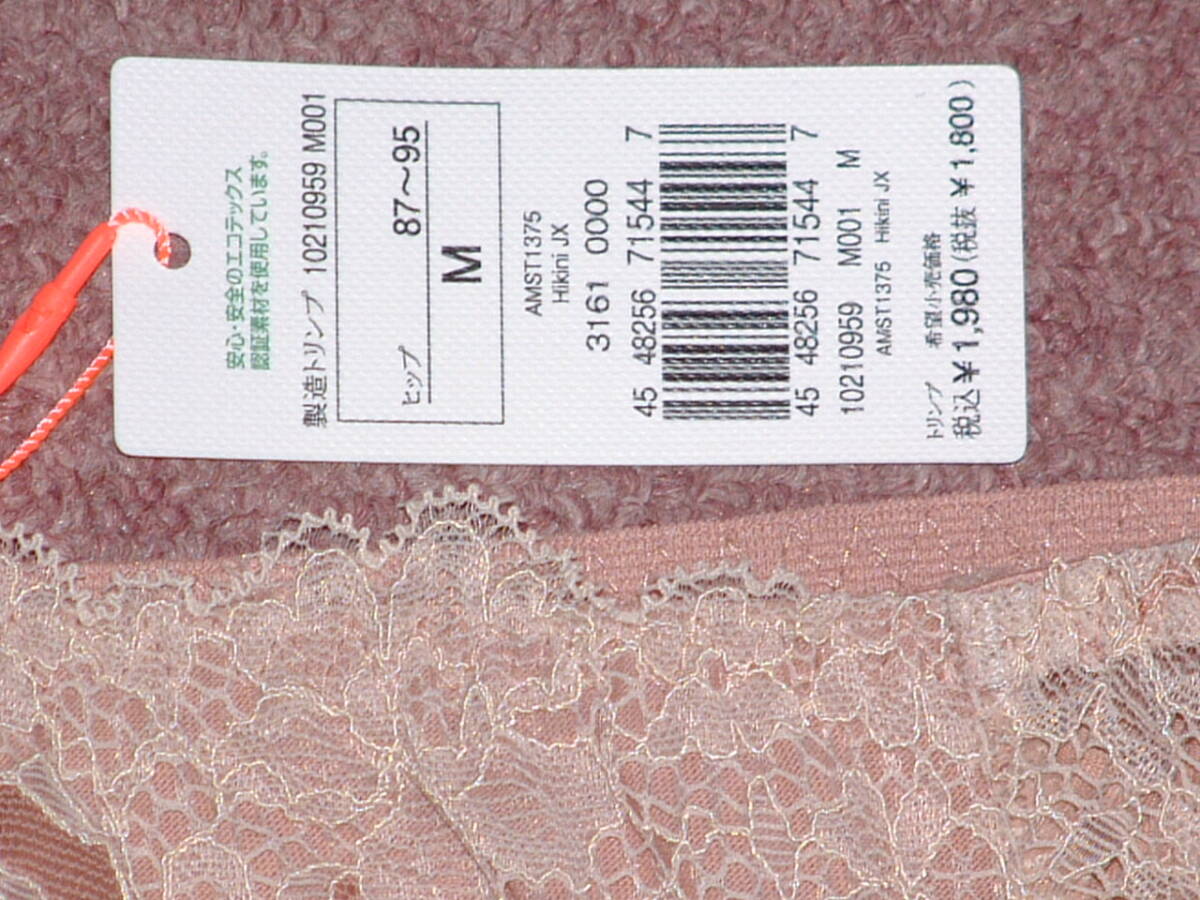 安心・安全のエコテックス
認証素材を使用しています。
製造トリンプ 10210959 M001
ヒップ 87～95
M
AMST1375
Hikini JX
3161 0000
45 48256 71544 7
45 48256 71544 7
10210959 M001 M
AMST1375 Hikini JX
トリンプ 希望小売価格
税込￥1,980(税抜 ￥1,800)